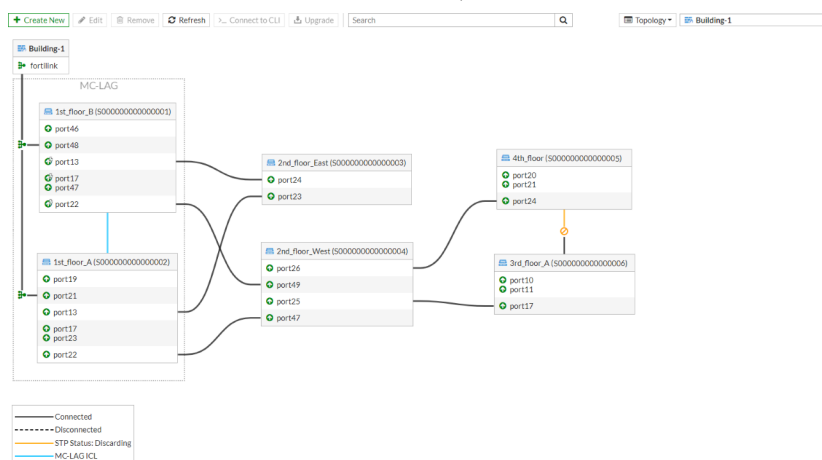 Create New Edit Remove Refresh >_ Connect to CLI Upgrade Search Topology Building-1
Building-1
fortilink
MC-LAG
1st_floor_B (S000000000000001)
port46
port48
port13
port17
port47
port22
1st_floor_A (S000000000000002)
port19
port21
port13
port17
port23
port22
2nd_floor_East (S000000000000003)
port24
port23
2nd_floor_West (S000000000000004)
port26
port49
port25
port47
4th_floor (S000000000000005)
port20
port21
port24
3rd_floor_A (S000000000000006)
port10
port11
port17
Connected
Disconnected
STP Status: Discarding
MC-LAG ICL